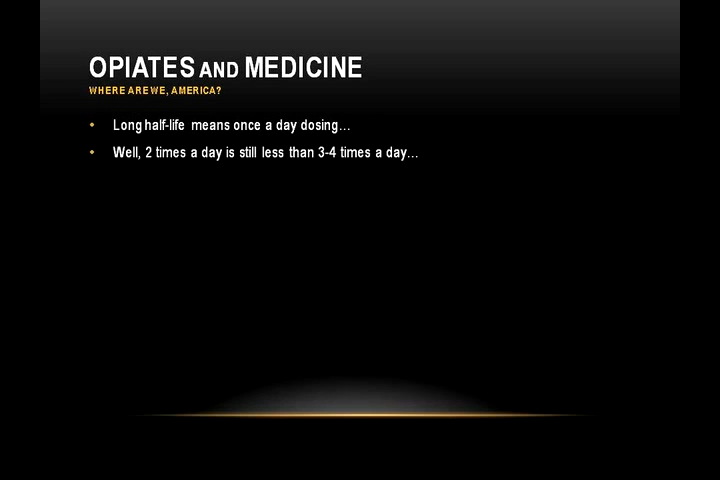 OPIATES AND MEDICINE
WHERE ARE WE, AMERICA?
• Long half-life means once a day dosing…
• Well, 2 times a day is still less than 3-4 times a day…